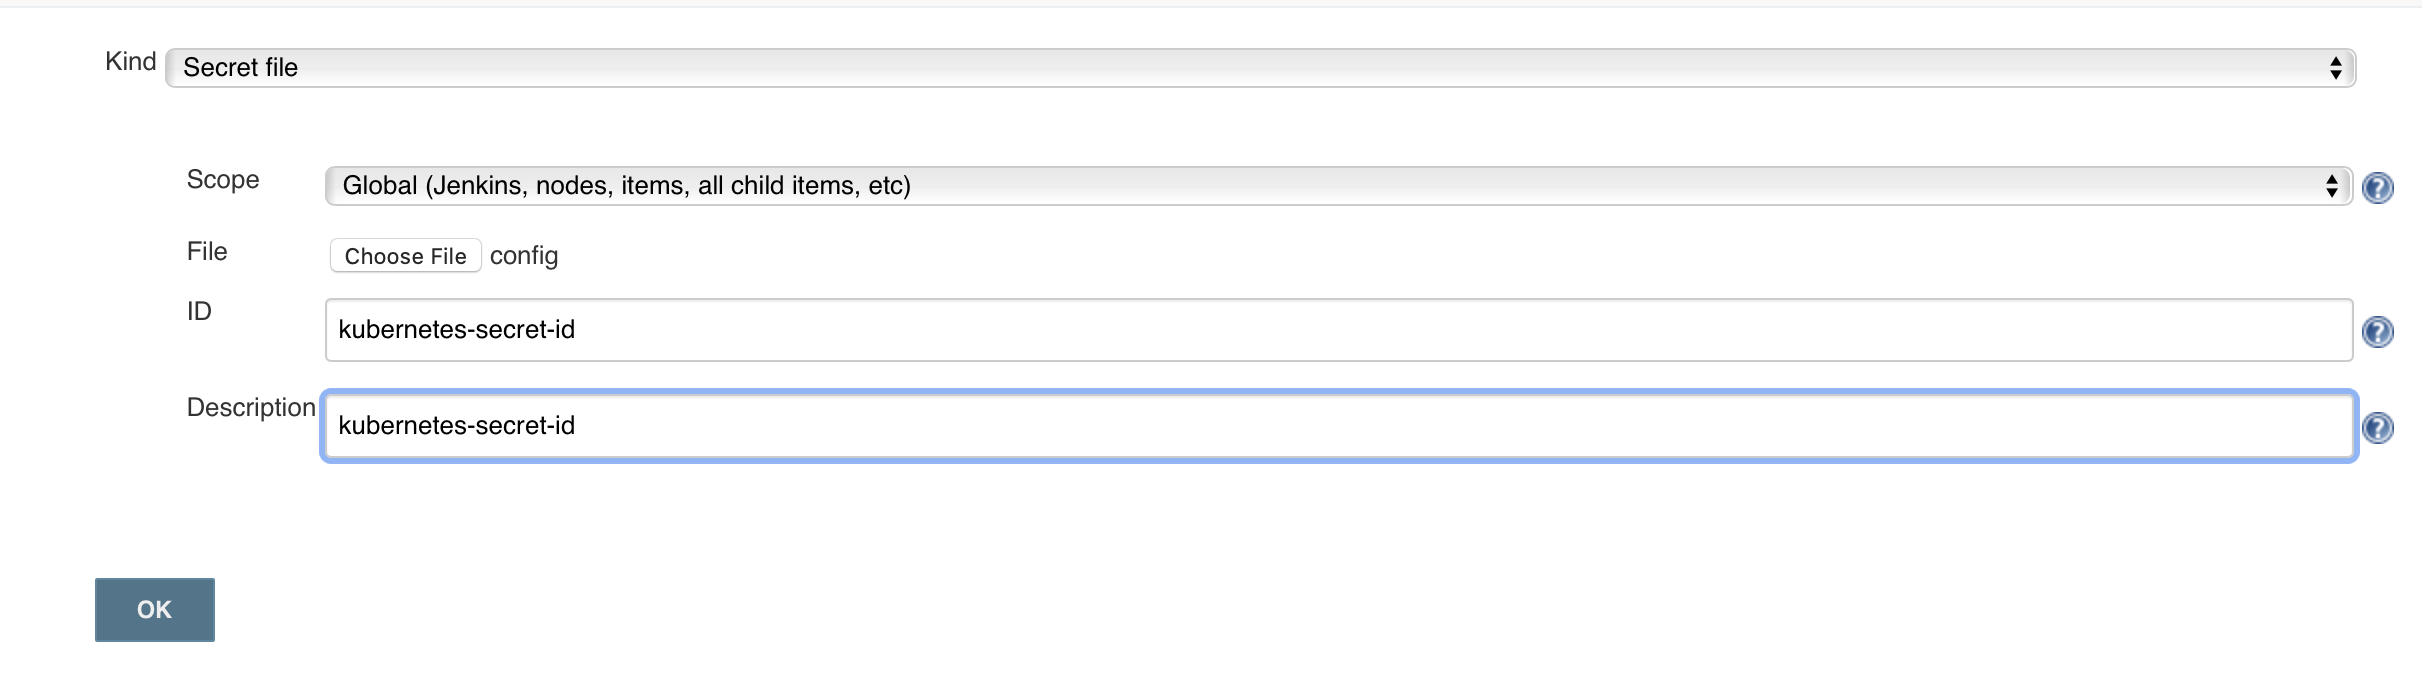 Kind Secret file
Scope Global (Jenkins, nodes, items, all child items, etc)
File Choose File config
ID kubernetes-secret-id
Description kubernetes-secret-id
OK